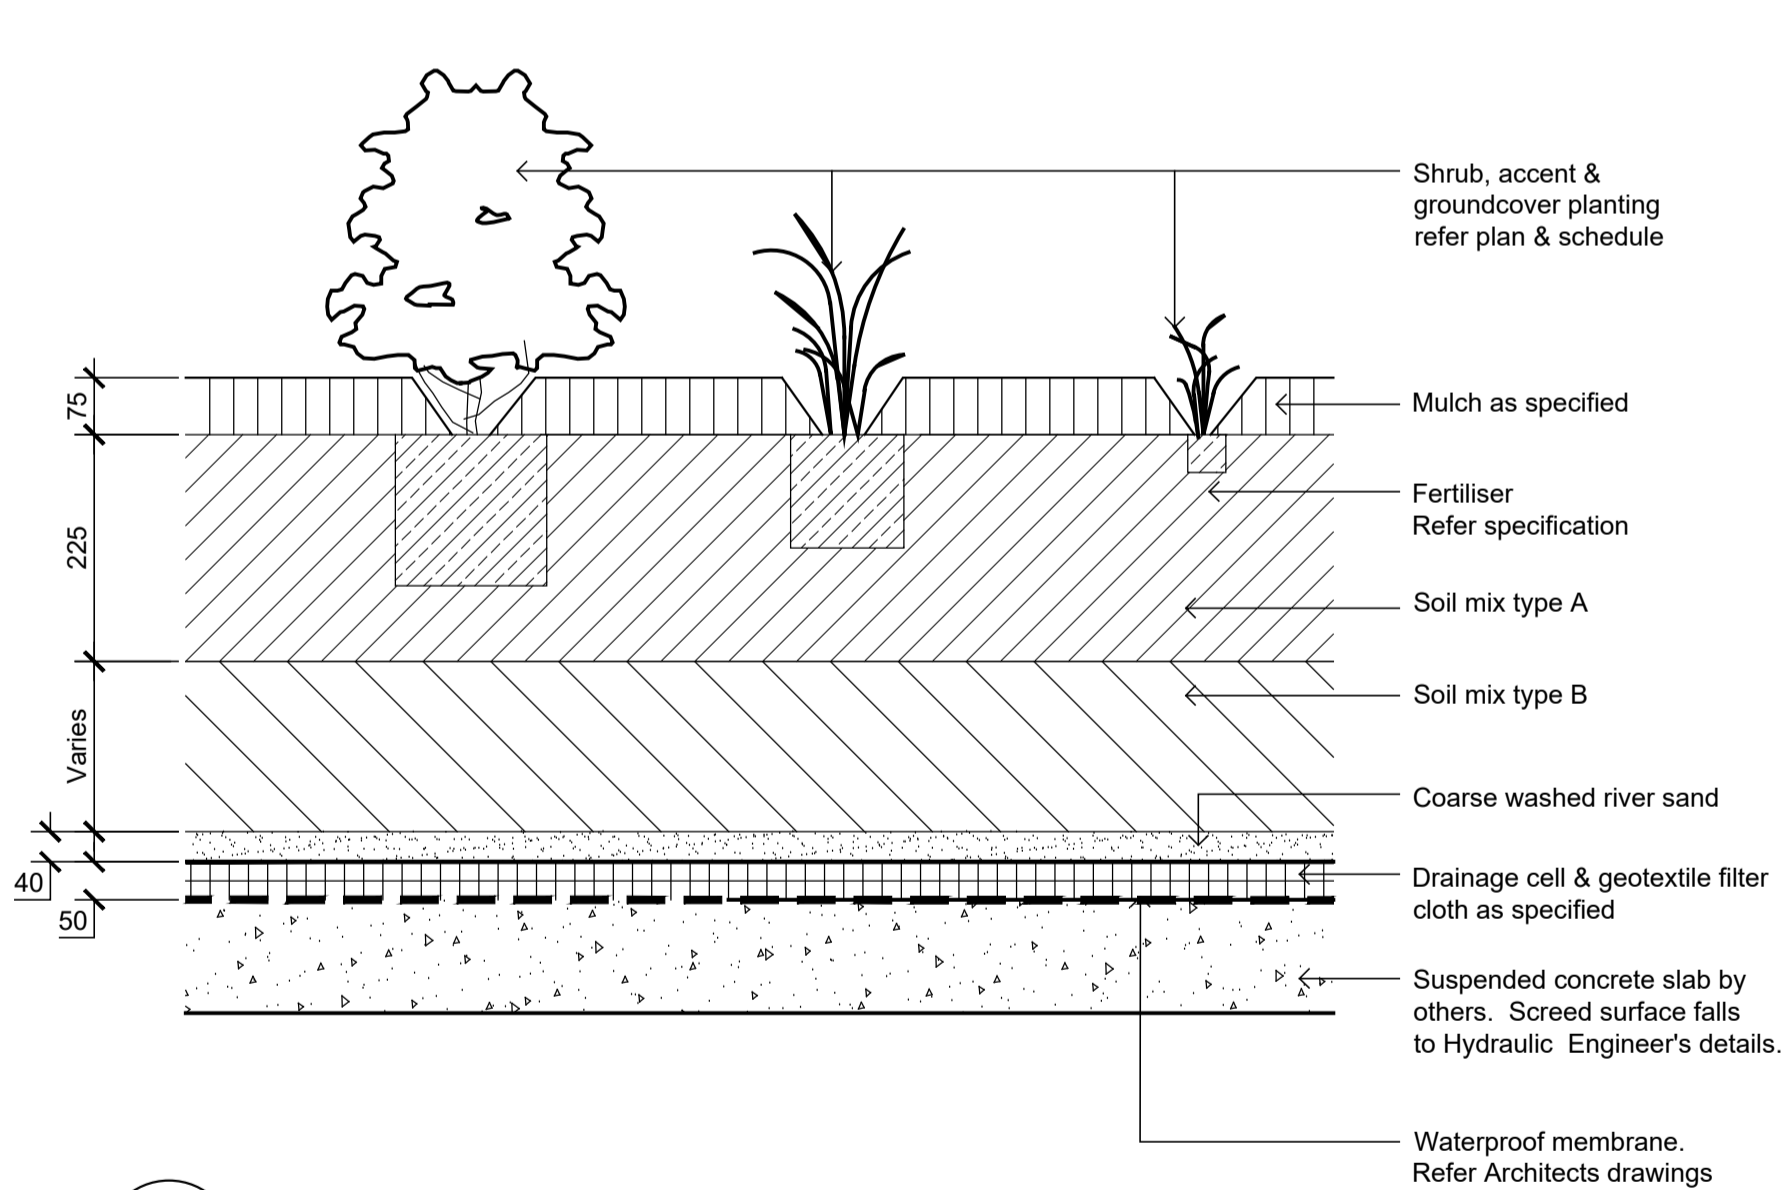 Shrub, accent &
groundcover planting
refer plan & schedule
75
Mulch as specified
225
Fertiliser
Refer specification
Soil mix type A
Soil mix type B
Varies
Coarse washed river sand
40
Drainage cell & geotextile filter
cloth as specified
50
Suspended concrete slab by
others.  Screed surface falls
to Hydraulic  Engineer's details.
Waterproof membrane.
Refer Architects drawings